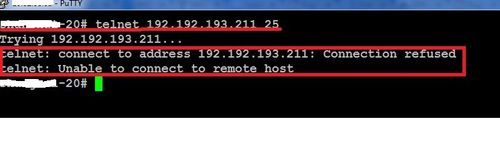 PuTTY
-20# telnet 192.192.193.211 25
Trying 192.192.193.211...
telnet: connect to address 192.192.193.211: Connection refused
telnet: Unable to connect to remote host
1-20#